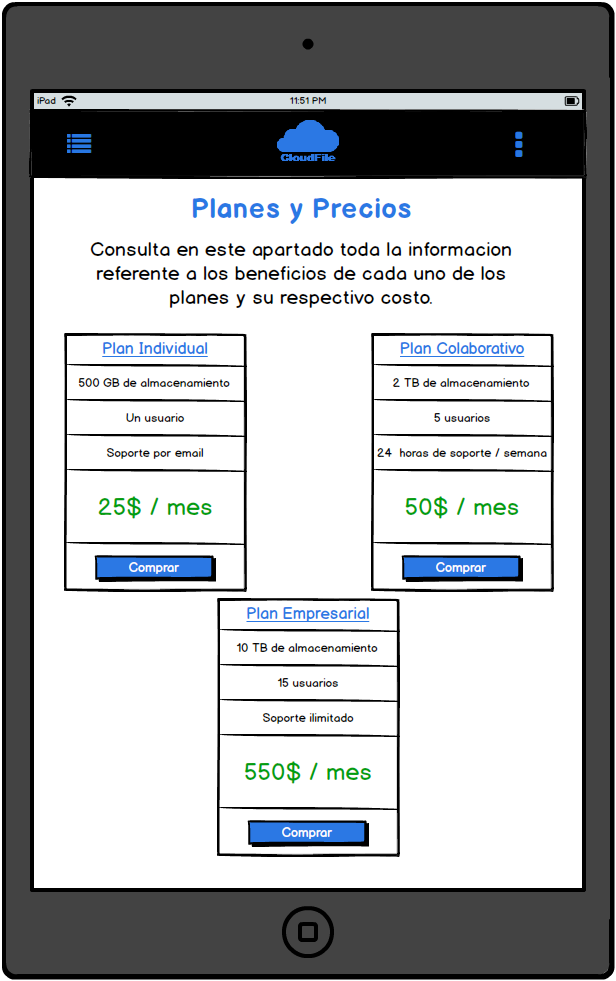 iPad
11:51 PM
CloudFile
Planes y Precios
Consulta en este apartado toda la informacion
referente a los beneficios de cada uno de los
planes y su respectivo costo.
Plan Individual
500 GB de almacenamiento
Un usuario
Soporte por email
25$ / mes
Comprar
Plan Colaborativo
2 TB de almacenamiento
5 usuarios
24 horas de soporte / semana
50$ / mes
Comprar
Plan Empresarial
10 TB de almacenamiento
15 usuarios
Soporte ilimitado
550$ / mes
Comprar